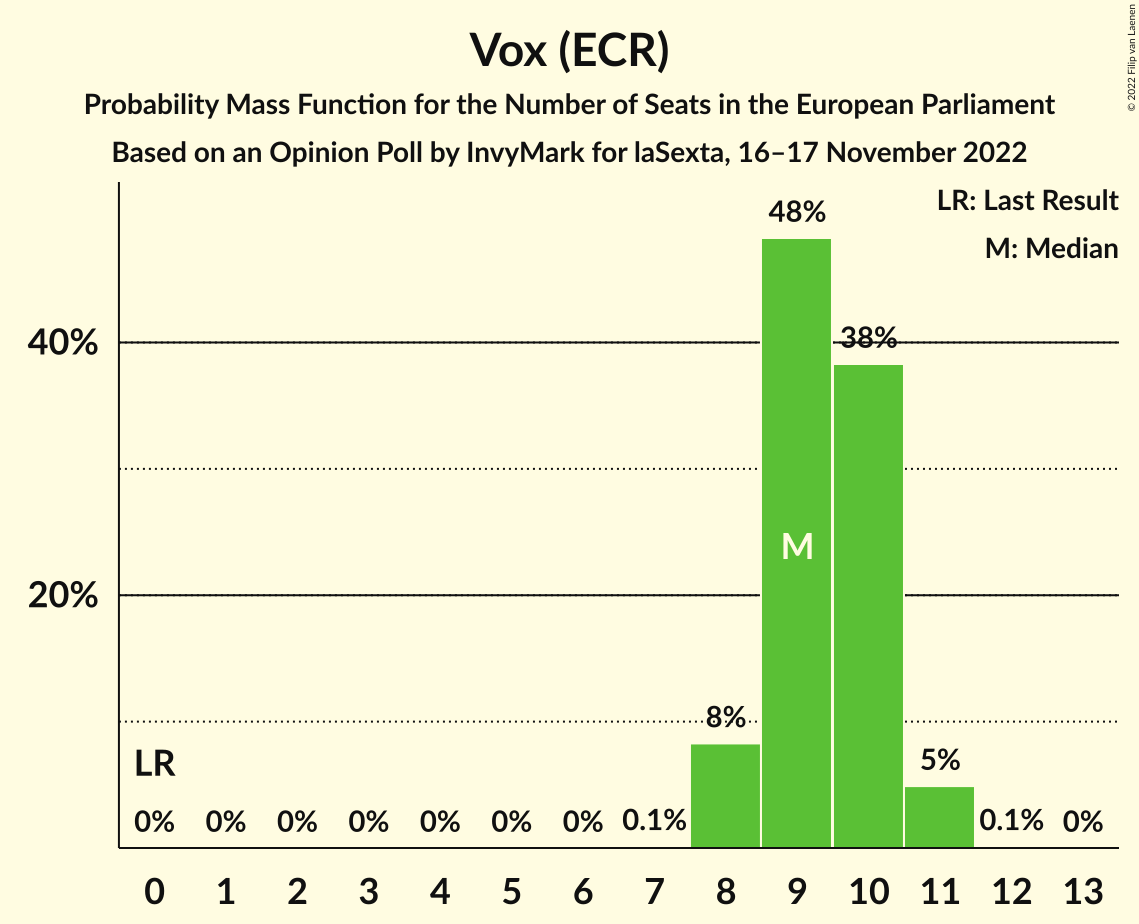 Vox (ECR)
Probability Mass Function for the Number of Seats in the European Parliament
Based on an Opinion Poll by InvyMark for laSexta, 16–17 November 2022
© 2022 Filip van Laenen
LR: Last Result
M: Median
48%
40%
38%
M
20%
8%
LR
5%
0% 0% 0% 0% 0% 0% 0% 0.1% 0.1% 0%
0 1 2 3 4 5 6 7 8 9 10 11 12 13